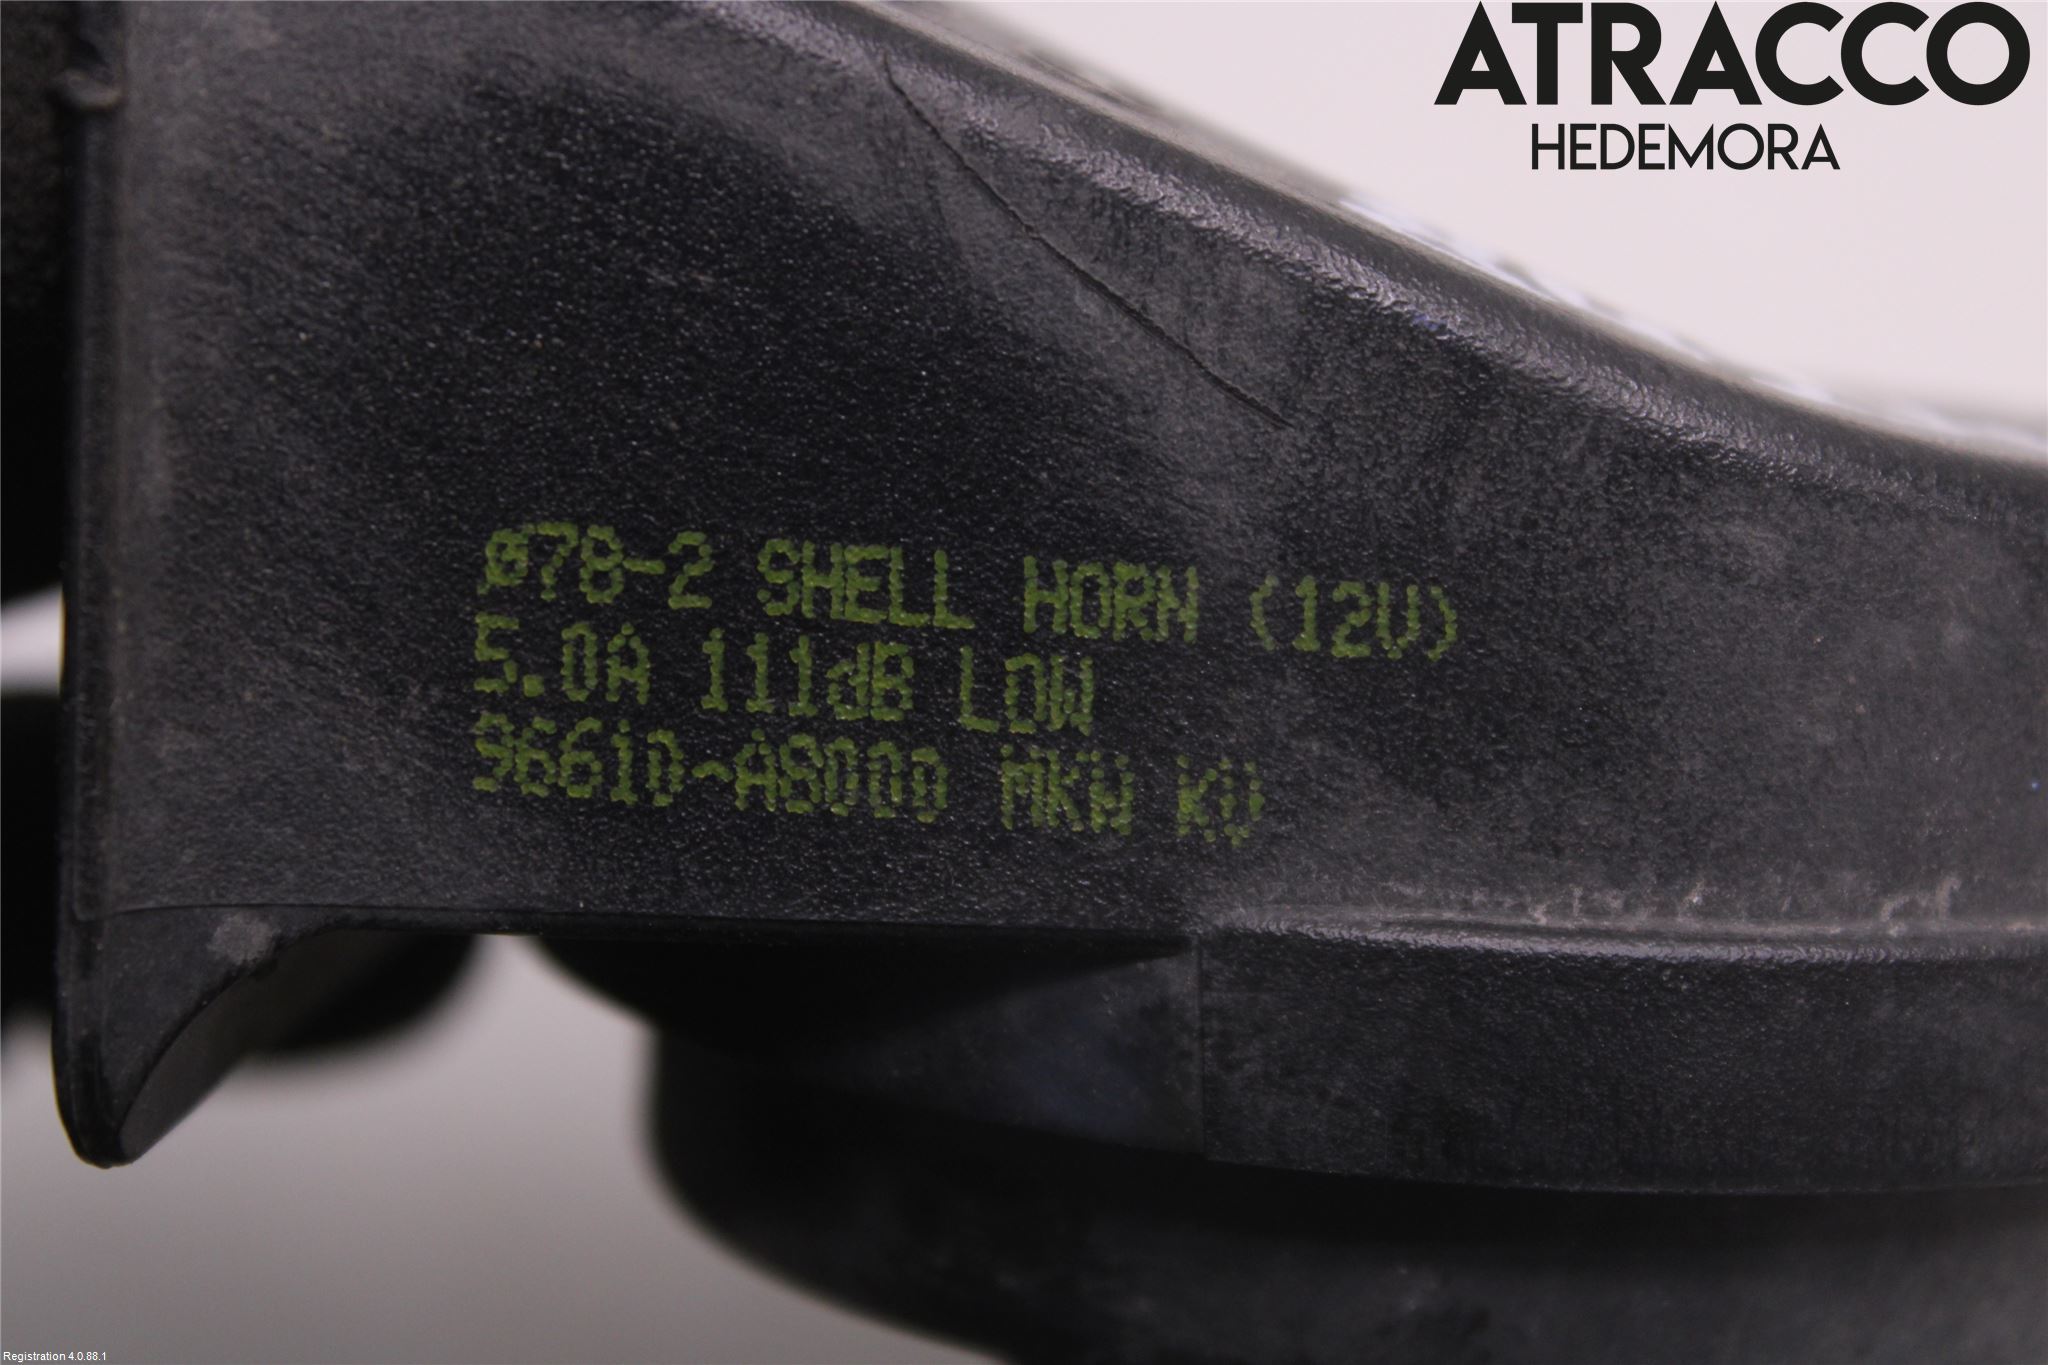 ATRACCO
HEDEMORA
Ø78-2 SHELL HORN (12V)
5.0A 111dB LOW
96610-A8000 MKW KV
Registration 4.0.88.1